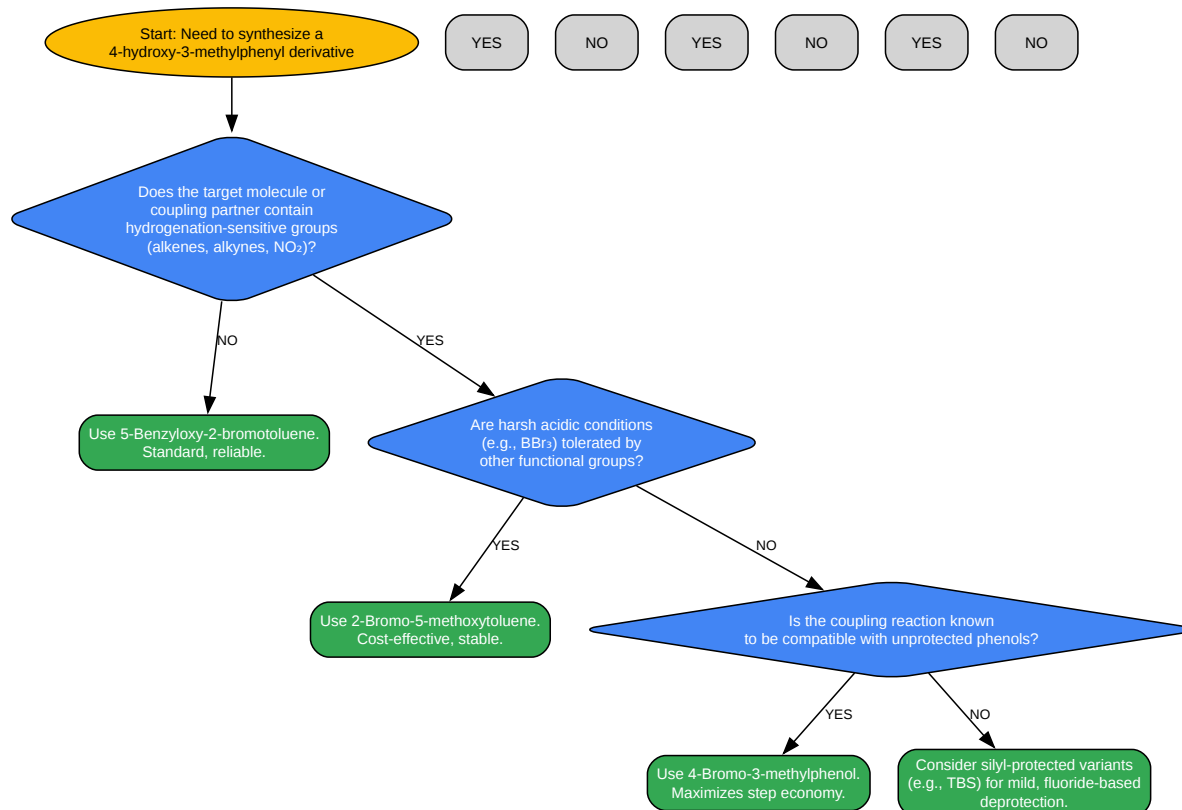 Start: Need to synthesize a
4-hydroxy-3-methylphenyl derivative
YES
NO
YES
NO
YES
NO
Does the target molecule or
coupling partner contain
hydrogenation-sensitive groups
(alkenes, alkynes, NO₂)?
NO
YES
Use 5-Benzyloxy-2-bromotoluene.
Standard, reliable.
Are harsh acidic conditions
(e.g., BBr₃) tolerated by
other functional groups?
YES
NO
Use 2-Bromo-5-methoxytoluene.
Cost-effective, stable.
Is the coupling reaction known
to be compatible with unprotected phenols?
YES
NO
Use 4-Bromo-3-methylphenol.
Maximizes step economy.
Consider silyl-protected variants
(e.g., TBS) for mild, fluoride-based
deprotection.